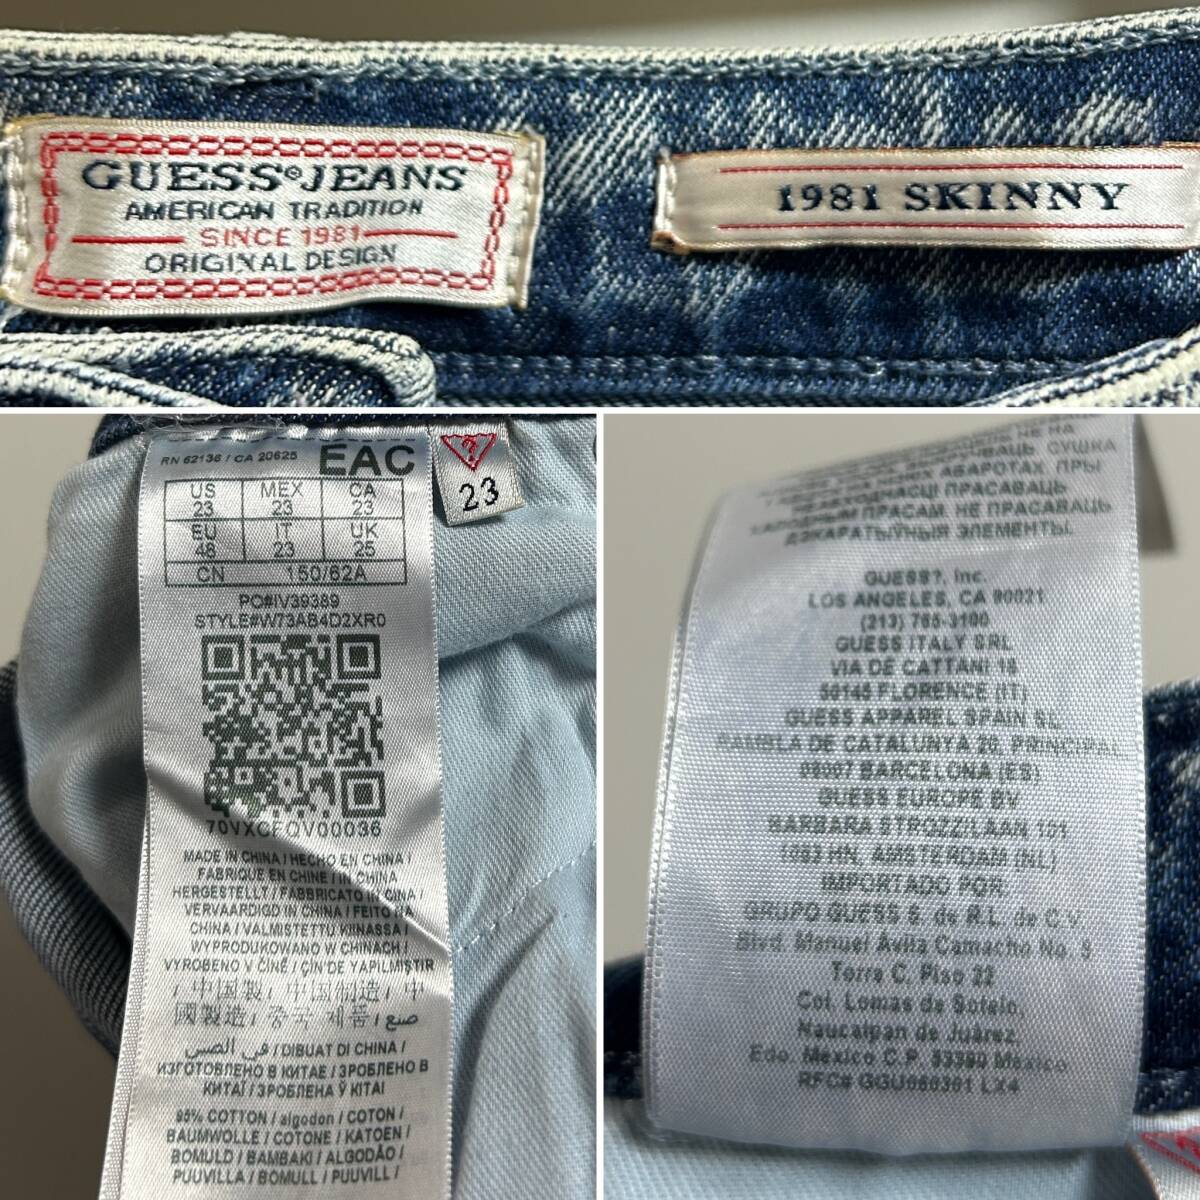 GUESS® JEANS
AMERICAN TRADITION
SINCE 1981
ORIGINAL DESIGN
1981 SKINNY
RN 62136 / CA 20625
EAC
US MEX CA
23 23 23
EU IT UK
48 23 25
CN 150/62A
PO#IV39389
STYLE#W73AB4D2XR0
70VXCFQV00036
MADE IN CHINA / HECHO EN CHINA /
FABRIQUE EN CHINE / IN CHINA
HERGESTELLT / FABBRICATO IN CINA /
VERVAARDIGD IN CHINA / FEITO NA
CHINA / VALMISTETTU KIINASSA /
WYPRODUKOWANO W CHINACH /
VYROBENO V ČÍNĚ / ÇİN'DE YAPILMIŞTIR
/ 中国製 / 中国制造 / 中
國製造 / 중국 제품 / صنع
في الصين / DIBUAT DI CHINA /
ИЗГОТОВЛЕНО В КИТАЕ / ЗРОБЛЕНО В
КИТАЇ / ЗРОБЛЕНА Ў КІТАІ
95% COTTON / algodon / COTON /
BAUMWOLLE / COTONE / KATOEN /
BOMULD / BAMBAKI / ALGODÃO /
PUUVILLA / BOMULL / PUUVILL /
?
23
НЕ НА
СУШКА
АБАРОТАХ. ПРЫ
НЕАБХОДНАСЦІ ПРАСАВАЦЬ
ПРАСАМ. НЕ ПРАСАВАЦЬ
ДЭКАРАТЫЎНЫЯ ЭЛЕМЕНТЫ.
GUESS?, Inc.
LOS ANGELES, CA 90021
(213) 765-3100
GUESS ITALY SRL
VIA DE CATTANI 16
50145 FLORENCE (IT)
GUESS APPAREL SPAIN SL
RAMBLA DE CATALUNYA 20, PRINCIPAL
08007 BARCELONA (ES)
GUESS EUROPE BV
BARBARA STROZZILAAN 101
1083 HN, AMSTERDAM (NL)
IMPORTADO POR:
GRUPO GUESS S. de R.L. de C.V.
Blvd. Manuel Ávila Camacho No. 5
Torre C. Piso 22
Col. Lomas de Sotelo,
Naucalpan de Juárez,
Edo. México C.P. 53390 México
RFC# GGU060301 LX4